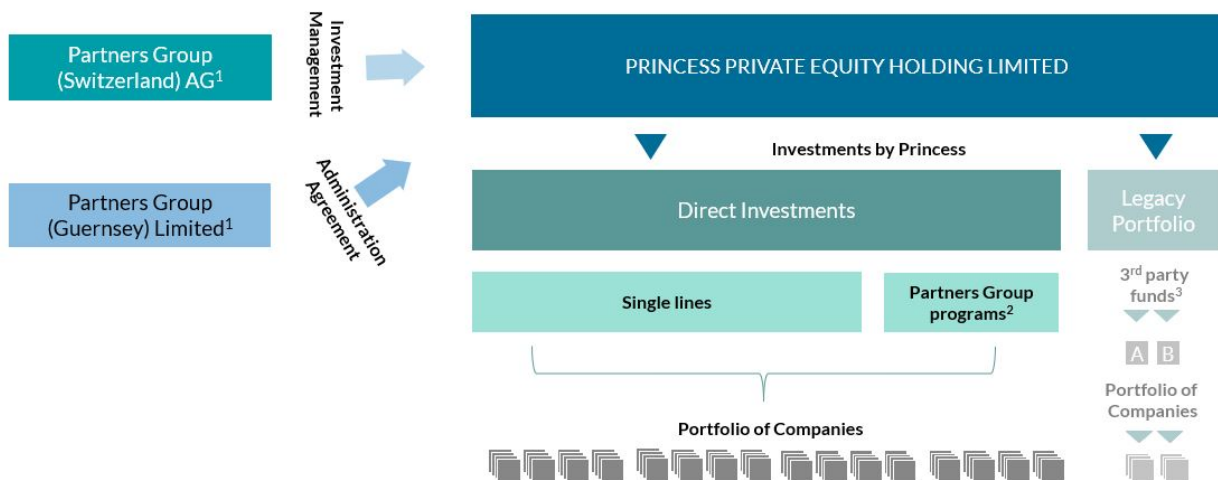 Partners Group
(Switzerland) AG¹
Investment
Management
PRINCESS PRIVATE EQUITY HOLDING LIMITED
Investments by Princess
Partners Group
(Guernsey) Limited¹
Administration
Agreement
Direct Investments
Legacy
Portfolio
Single lines
Partners Group
programs²
3rd party
funds³
A B
Portfolio of
Companies
Portfolio of Companies